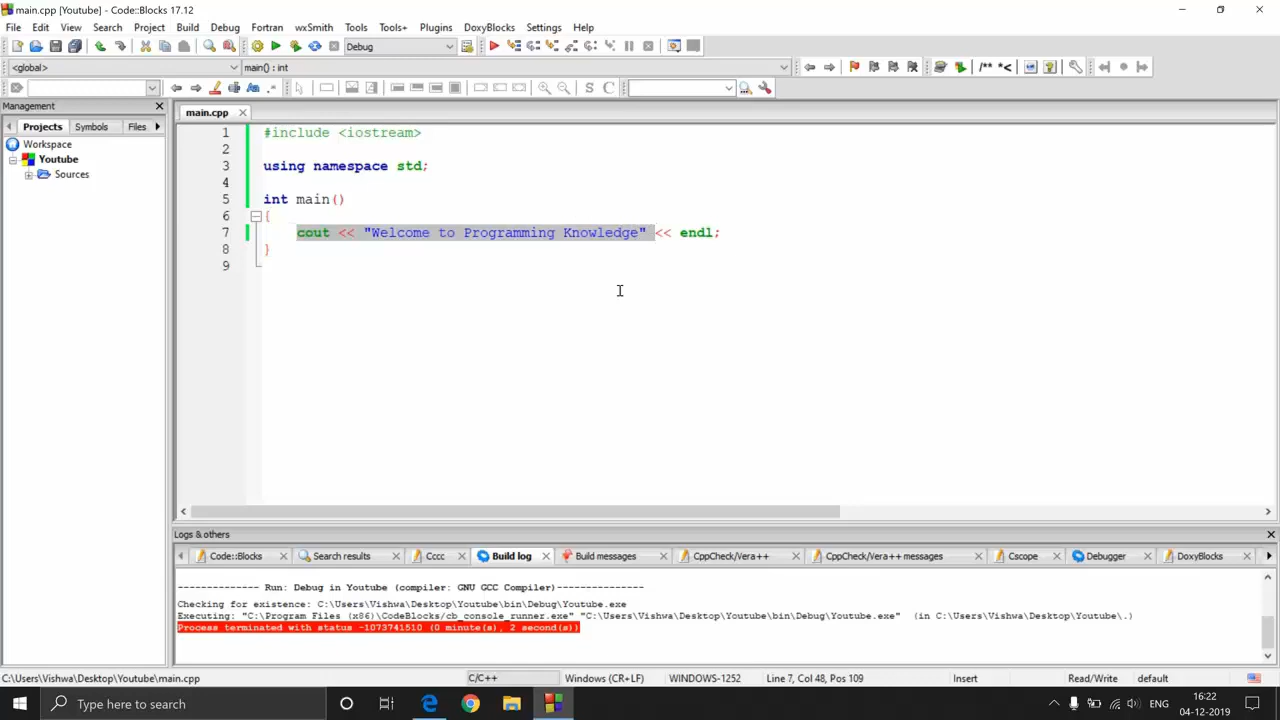 main.cpp [Youtube] - Code::Blocks 17.12
File Edit View Search Project Build Debug Fortran wxSmith Tools Tools+ Plugins DoxyBlocks Settings Help
Debug
<global> main() : int
/** *<
S C
Management
Projects Symbols Files
Workspace
Youtube
Sources
main.cpp
1 #include <iostream>
2
3 using namespace std;
4
5 int main()
6 {
7 cout << "Welcome to Programming Knowledge" << endl;
8 }
9
Logs & others
Code::Blocks Search results Cccc Build log Build messages CppCheck/Vera++ CppCheck/Vera++ messages Cscope Debugger DoxyBlocks
-------------- Run: Debug in Youtube (compiler: GNU GCC Compiler)---------------
Checking for existence: C:\Users\Vishwa\Desktop\Youtube\bin\Debug\Youtube.exe
Executing: "C:\Program Files (x86)\CodeBlocks/cb_console_runner.exe" "C:\Users\Vishwa\Desktop\Youtube\bin\Debug\Youtube.exe" (in C:\Users\Vishwa\Desktop\Youtube\.)
Process terminated with status -1073741510 (0 minute(s), 2 second(s))
C:\Users\Vishwa\Desktop\Youtube\main.cpp C/C++ Windows (CR+LF) WINDOWS-1252 Line 7, Col 48, Pos 109 Insert Read/Write default
Type here to search
ENG
16:22
04-12-2019